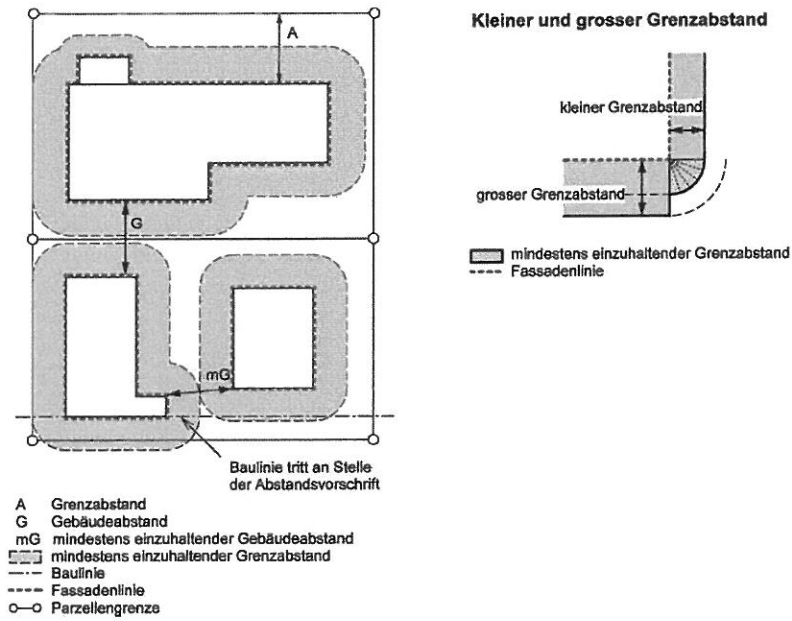 A
G
mG
Baulinie tritt an Stelle
der Abstandsvorschrift
A Grenzabstand
G Gebäudeabstand
mG mindestens einzuhaltender Gebäudeabstand
mindestens einzuhaltender Grenzabstand
Baulinie
Fassadenlinie
Parzellengrenze
Kleiner und grosser Grenzabstand
kleiner Grenzabstand
grosser Grenzabstand
mindestens einzuhaltender Grenzabstand
Fassadenlinie